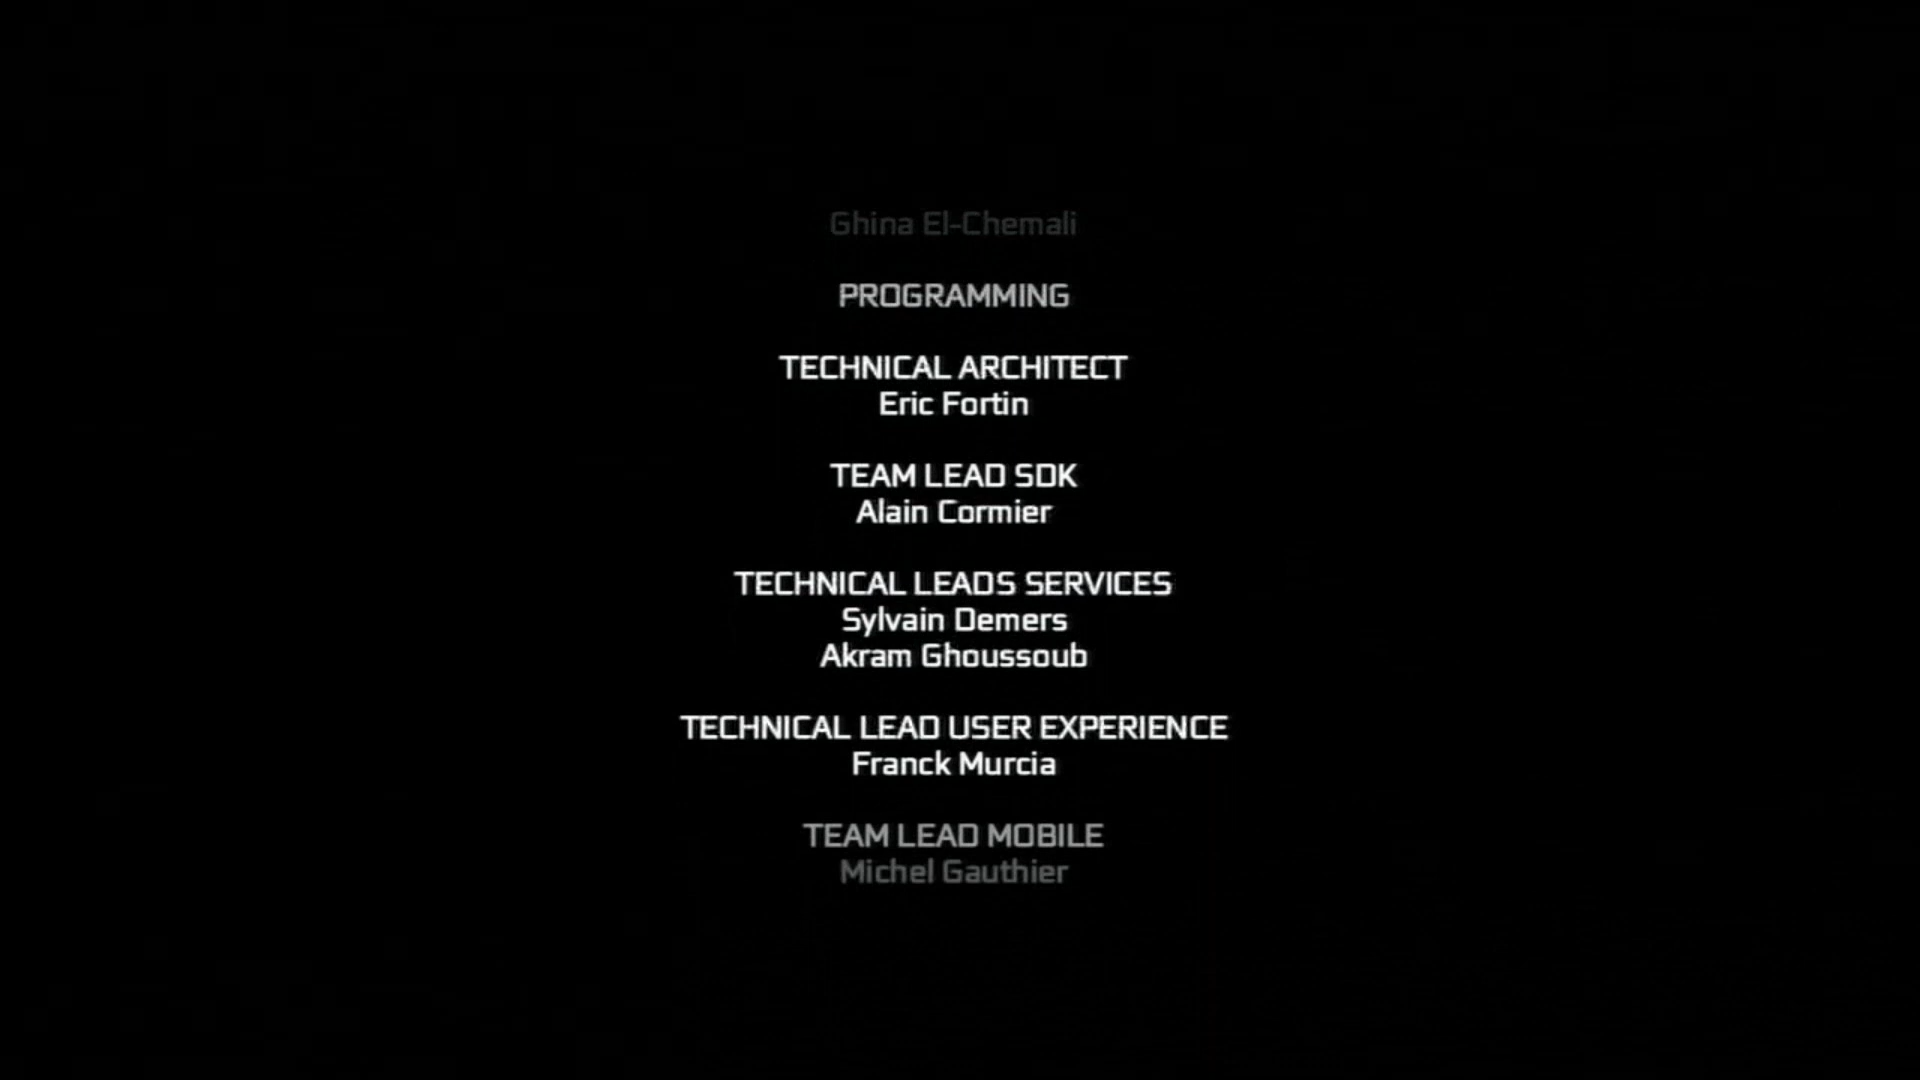 Ghina El-Chemali
PROGRAMMING
TECHNICAL ARCHITECT
Eric Fortin
TEAM LEAD SDK
Alain Cormier
TECHNICAL LEADS SERVICES
Sylvain Demers
Akram Ghoussoub
TECHNICAL LEAD USER EXPERIENCE
Franck Murcia
TEAM LEAD MOBILE
Michel Gauthier